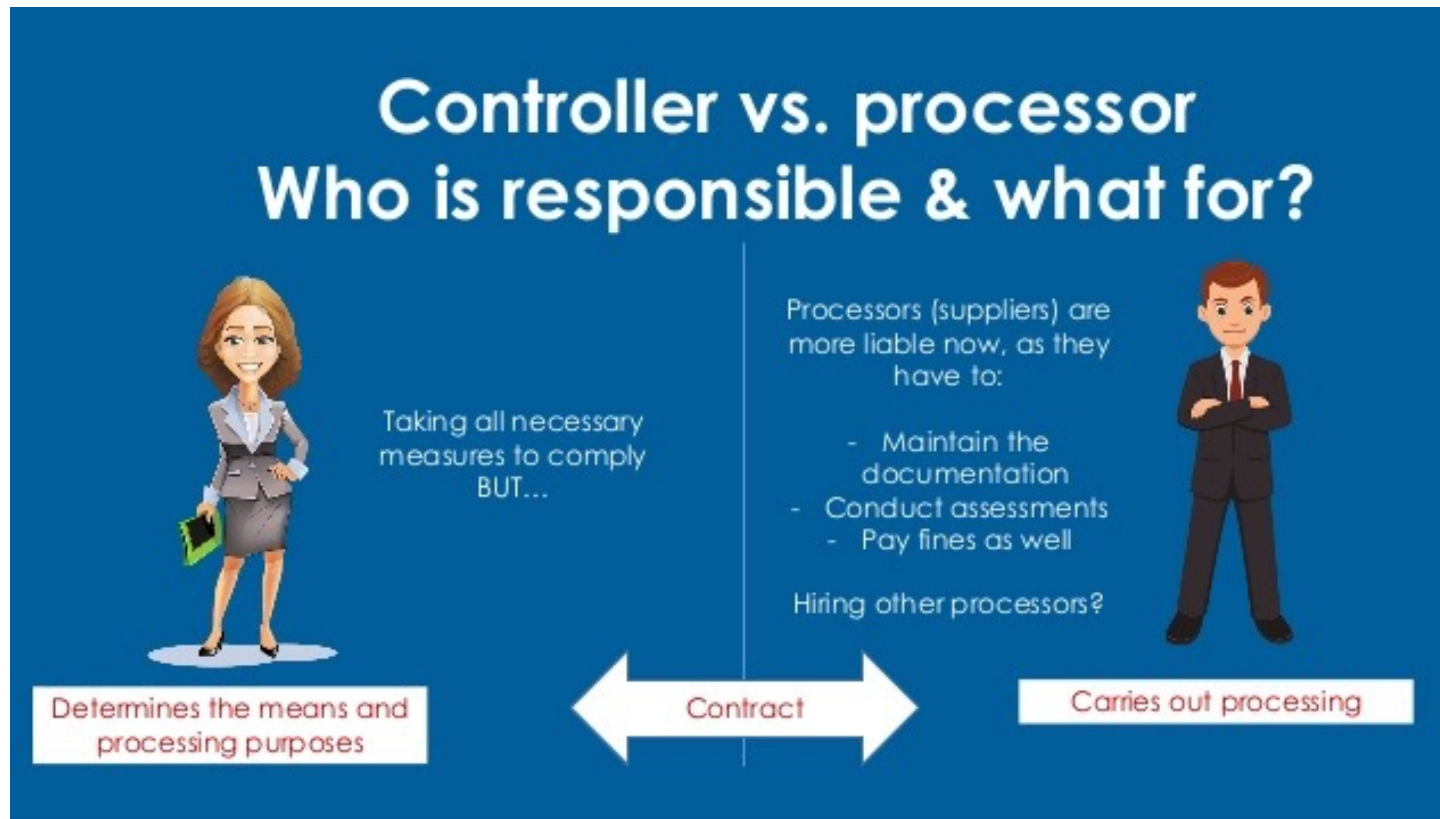 Controller vs. processor
Who is responsible & what for?
Taking all necessary
measures to comply
BUT...
Processors (suppliers) are
more liable now, as they
have to:
- Maintain the
documentation
- Conduct assessments
- Pay fines as well
Hiring other processors?
Determines the means and
processing purposes
Contract
Carries out processing